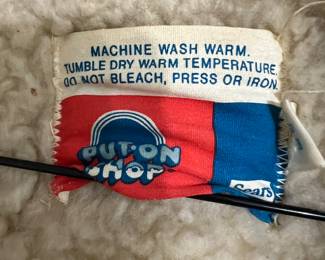 MACHINE WASH WARM.
TUMBLE DRY WARM TEMPERATURE.
DO NOT BLEACH, PRESS OR IRON.
PUT-ON
SHOP
Sears